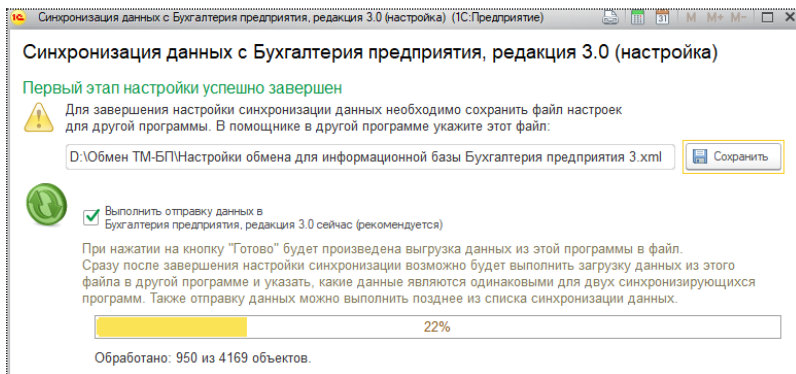 1С Синхронизация данных с Бухгалтерия предприятия, редакция 3.0 (настройка) (1С:Предприятие) 31 M M+ M-
Синхронизация данных с Бухгалтерия предприятия, редакция 3.0 (настройка)
Первый этап настройки успешно завершен
Для завершения настройки синхронизации данных необходимо сохранить файл настроек
для другой программы. В помощнике в другой программе укажите этот файл:
D:\Обмен ТМ-БП\Настройки обмена для информационной базы Бухгалтерия предприятия 3.xml Сохранить
Выполнить отправку данных в
Бухгалтерия предприятия, редакция 3.0 сейчас (рекомендуется)
При нажатии на кнопку "Готово" будет произведена выгрузка данных из этой программы в файл.
Сразу после завершения настройки синхронизации возможно будет выполнить загрузку данных из этого
файла в другой программе и указать, какие данные являются одинаковыми для двух синхронизирующихся
программ. Также отправку данных можно выполнить позднее из списка синхронизации данных.
22%
Обработано: 950 из 4169 объектов.